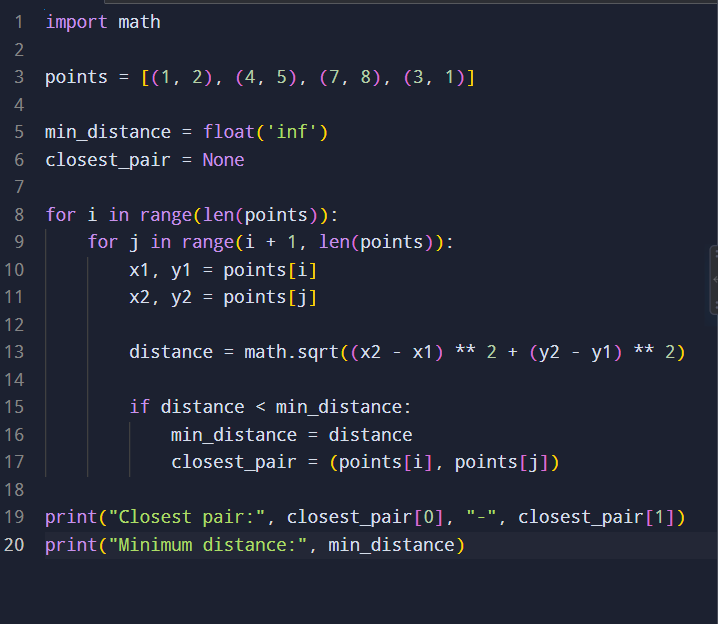 1 import math
2
3 points = [(1, 2), (4, 5), (7, 8), (3, 1)]
4
5 min_distance = float('inf')
6 closest_pair = None
7
8 for i in range(len(points)):
9     for j in range(i + 1, len(points)):
10         x1, y1 = points[i]
11         x2, y2 = points[j]
12
13         distance = math.sqrt((x2 - x1) ** 2 + (y2 - y1) ** 2)
14
15         if distance < min_distance:
16             min_distance = distance
17             closest_pair = (points[i], points[j])
18
19 print("Closest pair:", closest_pair[0], "-", closest_pair[1])
20 print("Minimum distance:", min_distance)